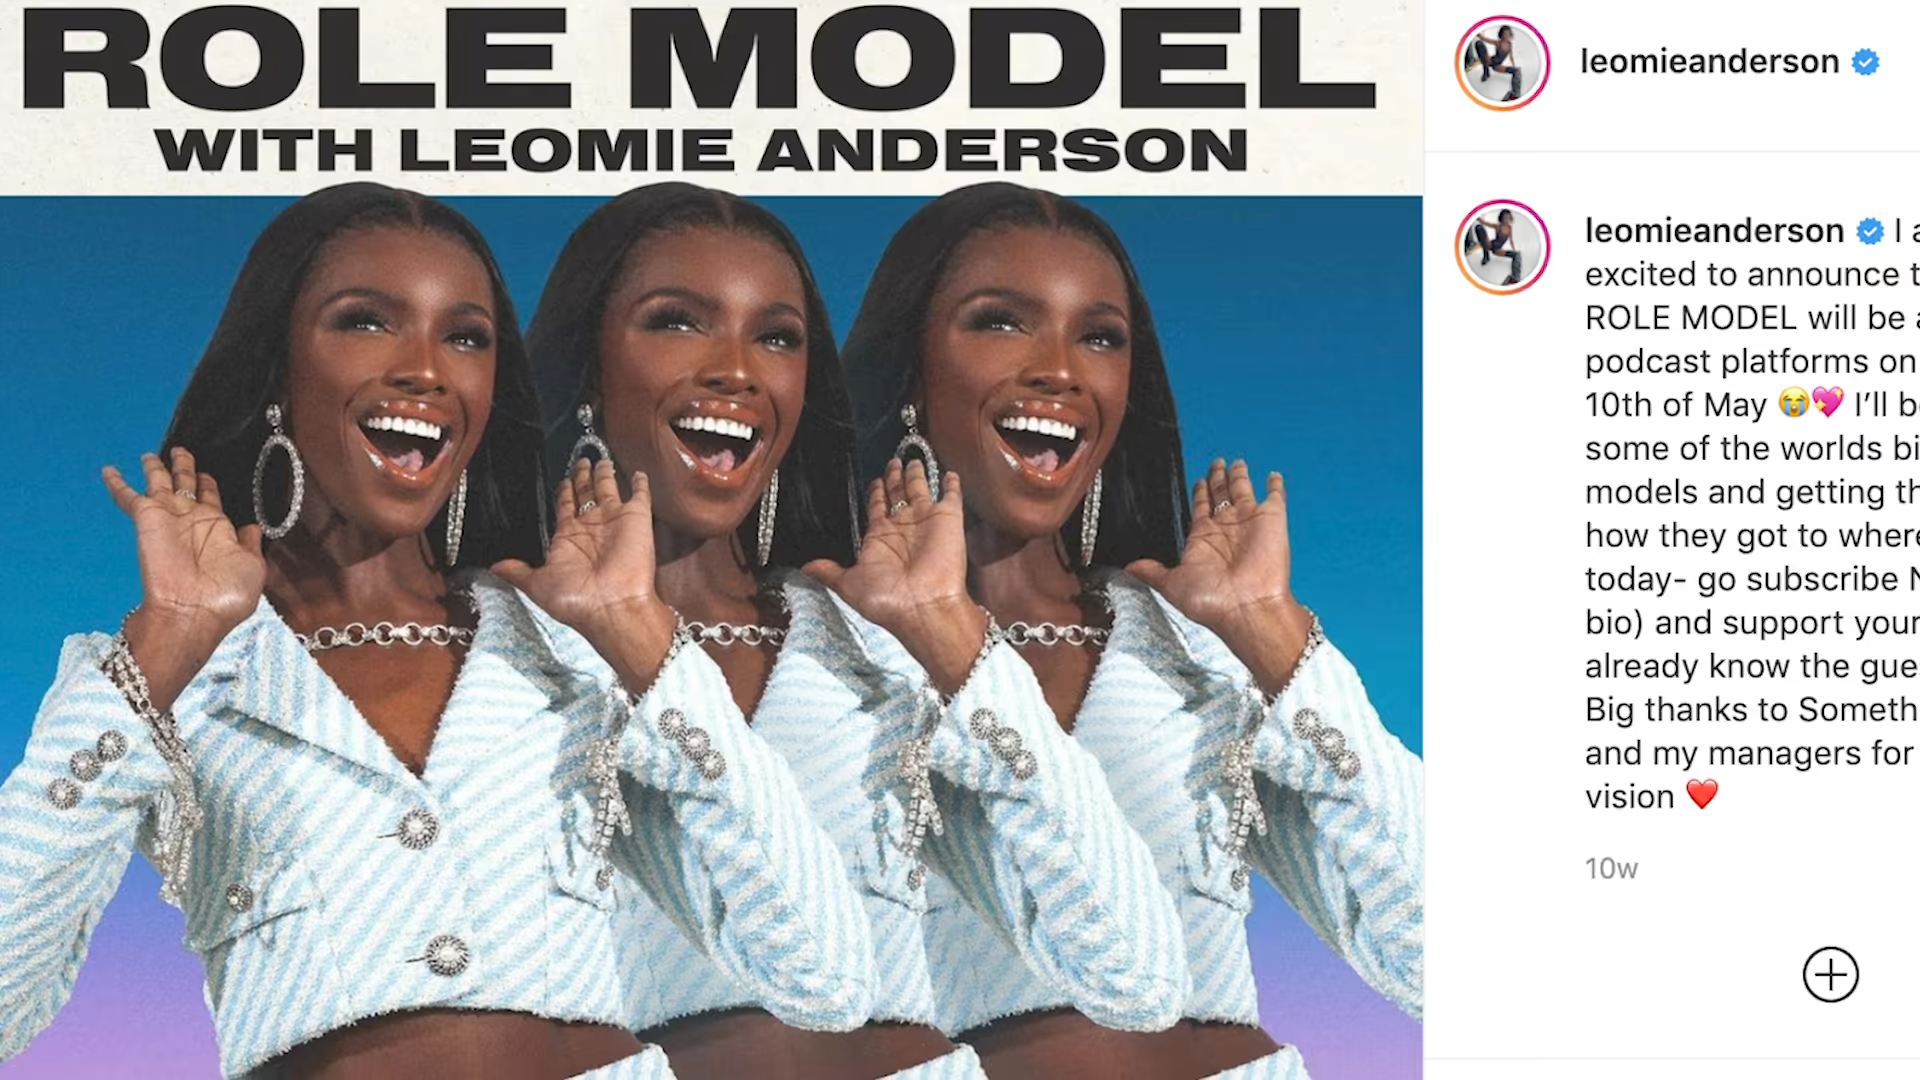 ROLE MODEL
WITH LEOMIE ANDERSON
leomieanderson
leomieanderson I
excited to announce
ROLE MODEL will be
podcast platforms on
10th of May 😭💖 I’ll
some of the worlds
models and getting
how they got to
today- go subscribe
bio) and support
already know the
Big thanks to
and my managers for
vision ❤️
10w